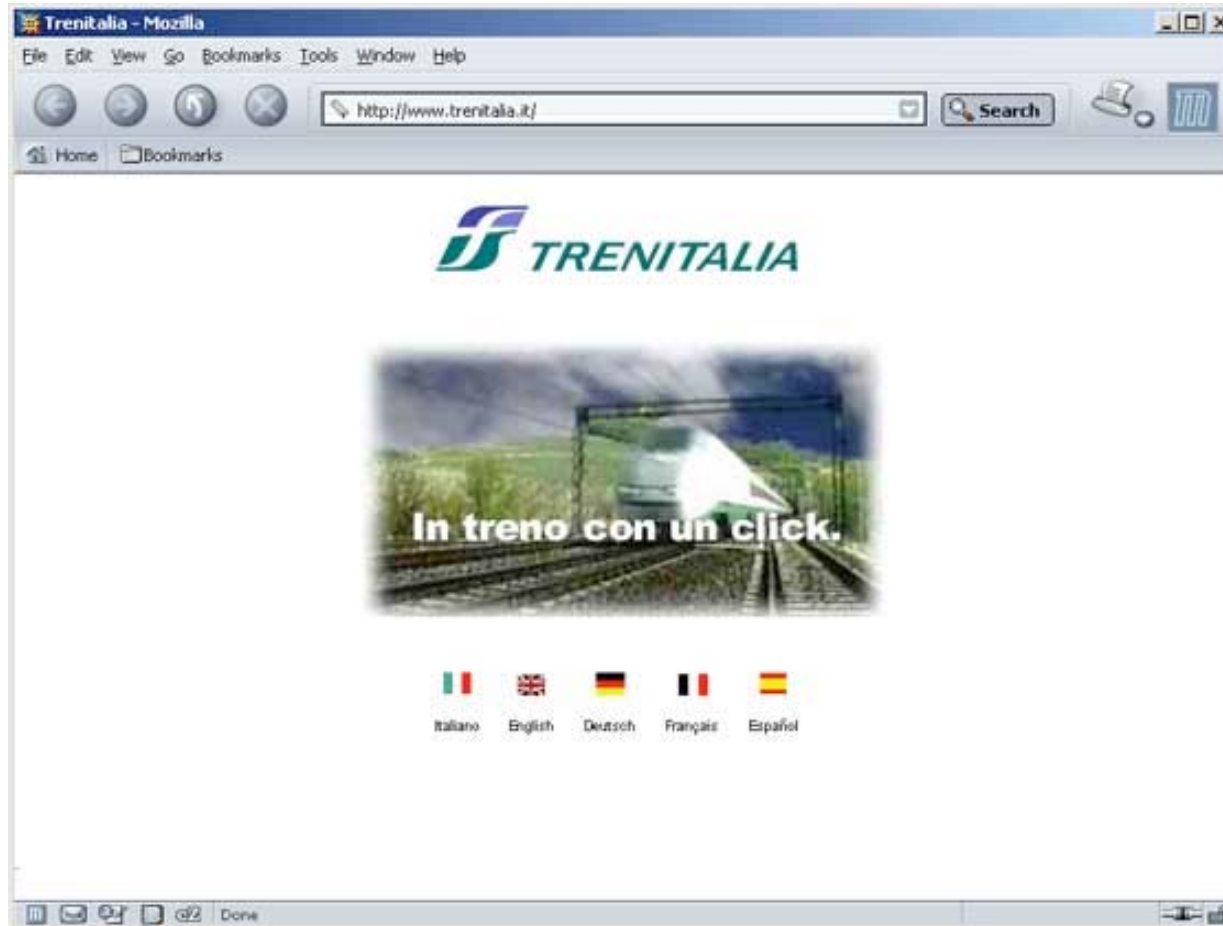 Trenitalia - Mozilla
File Edit View Go Bookmarks Tools Window Help
http://www.trenitalia.it/ Search
Home Bookmarks
TRENITALIA
In treno con un click.
Italiano English Deutsch Français Español
Done